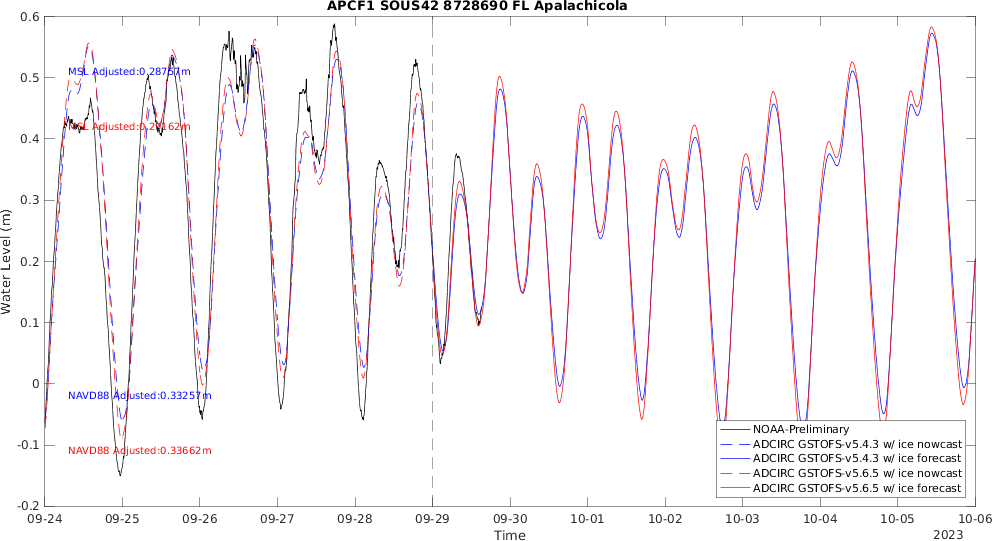 APCF1 SOUS42 8728690 FL Apalachicola
Water Level (m)
0.6
0.5
0.4
0.3
0.2
0.1
0
-0.1
-0.2
MSL Adjusted:0.28757m
NAVD88 Adjusted:0.33257m
NAVD88 Adjusted:0.33662m
NOAA-Preliminary
ADCIRC GSTOFS-v5.4.3 w/ ice nowcast
ADCIRC GSTOFS-v5.4.3 w/ ice forecast
ADCIRC GSTOFS-v5.6.5 w/ ice nowcast
ADCIRC GSTOFS-v5.6.5 w/ ice forecast
09-24 09-25 09-26 09-27 09-28 09-29 09-30 10-01 10-02 10-03 10-04 10-05 10-06
Time
2023